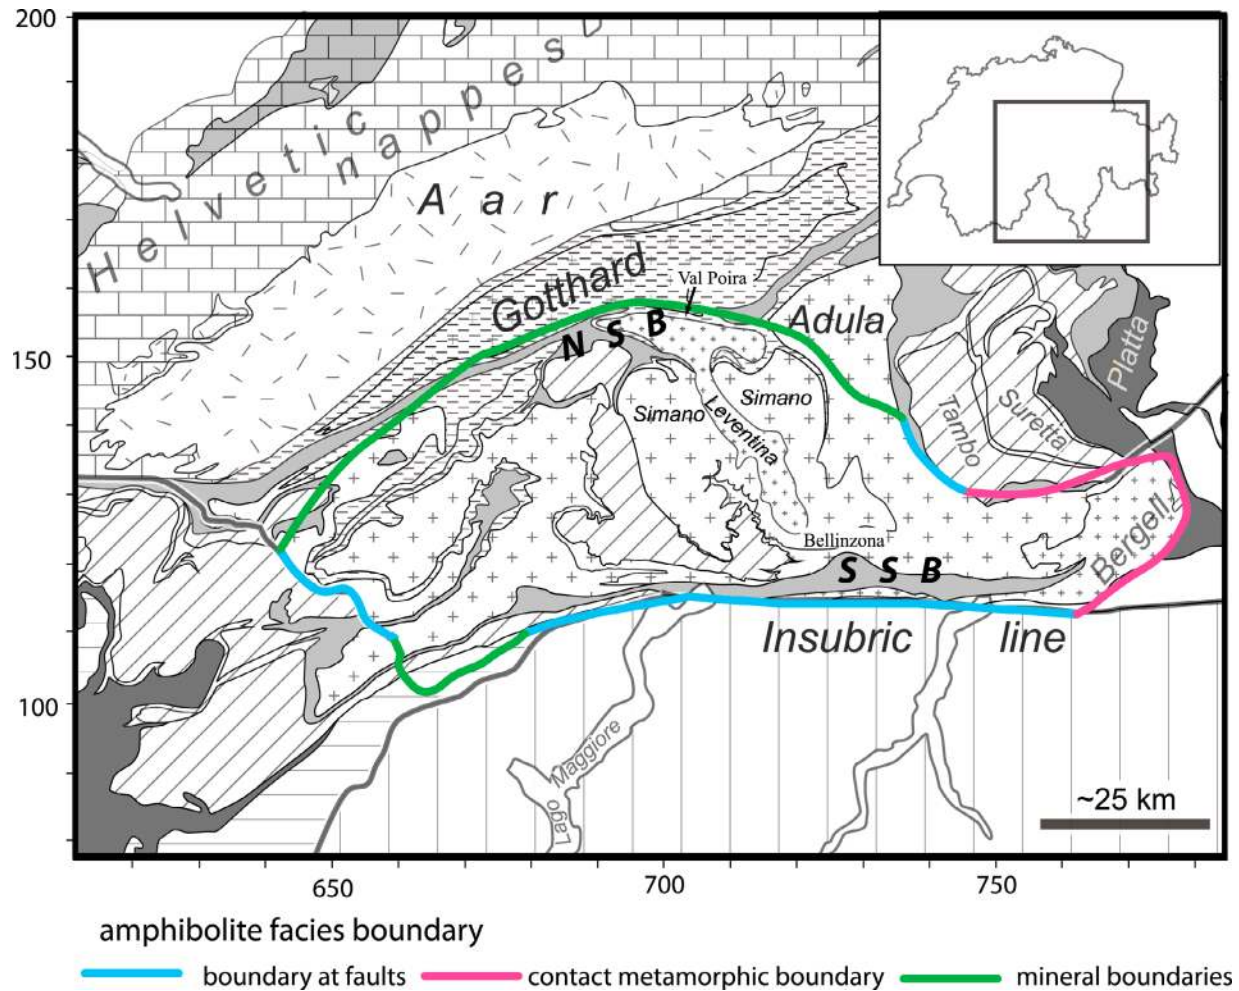 200
150
100
650
700
750
Helvetic
nappes
Aar
Gotthard
Val Poira
NSB
Adula
Platta
Suretta
Tambo
Simano
Simano
Leventina
Bellinzona
SSB
Bergell
Insubric line
Lago Maggiore
~25 km
amphibolite facies boundary
boundary at faults
contact metamorphic boundary
mineral boundaries